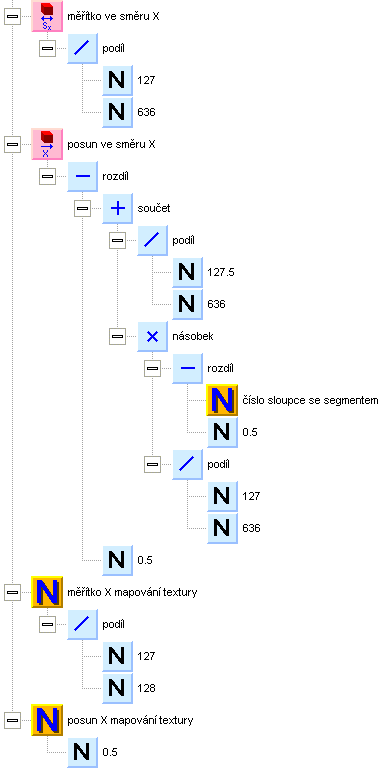 Sx
měřítko ve směru X
podíl
N 127
N 636
X
posun ve směru X
rozdíl
součet
podíl
N 127.5
N 636
násobek
rozdíl
N číslo sloupce se segmentem
N 0.5
podíl
N 127
N 636
N 0.5
N měřítko X mapování textury
podíl
N 127
N 128
N posun X mapování textury
N 0.5